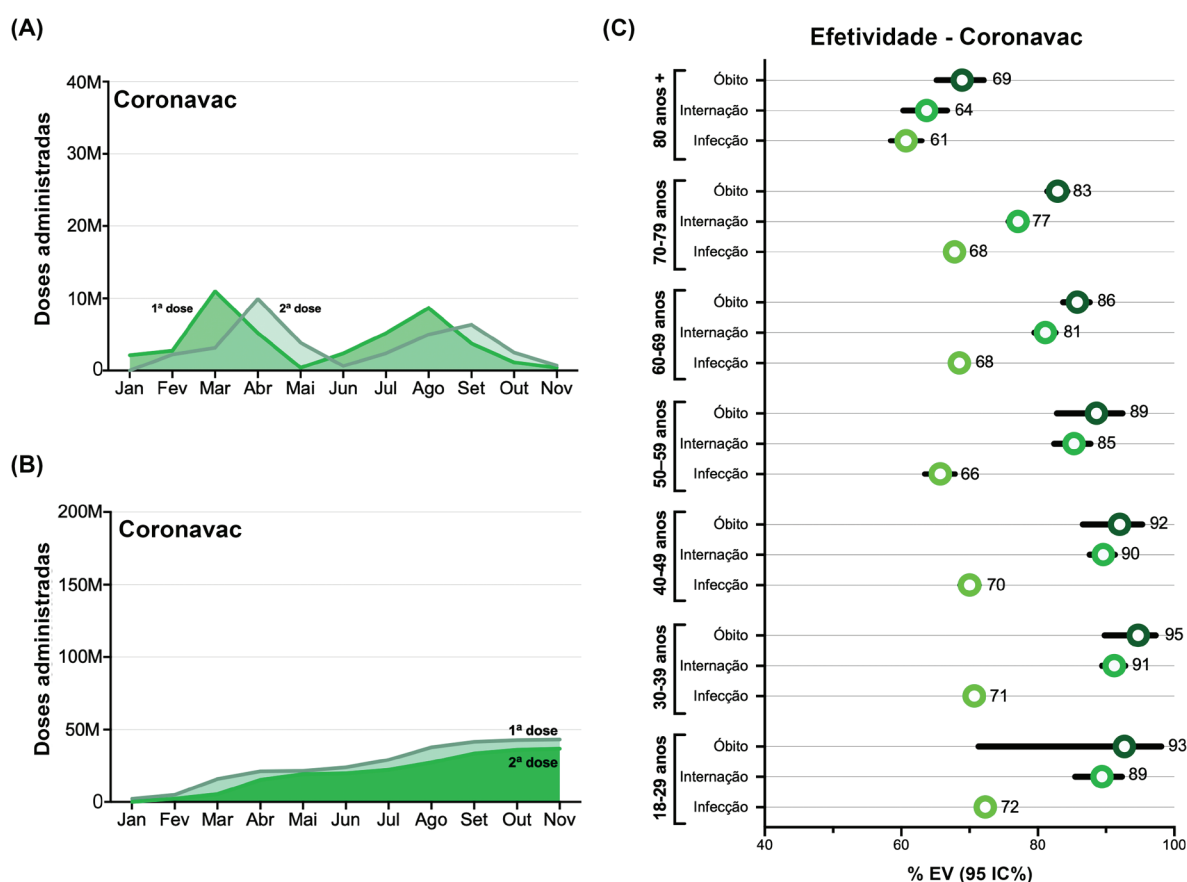 (A)
Coronavac
Doses administradas
40M
30M
20M
10M
0
1ª dose
2ª dose
Jan Fev Mar Abr Mai Jun Jul Ago Set Out Nov
(B)
Coronavac
Doses administradas
200M
150M
100M
50M
0
1ª dose
2ª dose
Jan Fev Mar Abr Mai Jun Jul Ago Set Out Nov
(C)
Efetividade - Coronavac
80 anos +
Óbito 69
Internação 64
Infecção 61
70-79 anos
Óbito 83
Internação 77
Infecção 68
60-69 anos
Óbito 86
Internação 81
Infecção 68
50–59 anos
Óbito 89
Internação 85
Infecção 66
40-49 anos
Óbito 92
Internação 90
Infecção 70
30-39 anos
Óbito 95
Internação 91
Infecção 71
18-29 anos
Óbito 93
Internação 89
Infecção 72
40 60 80 100
% EV (95 IC%)